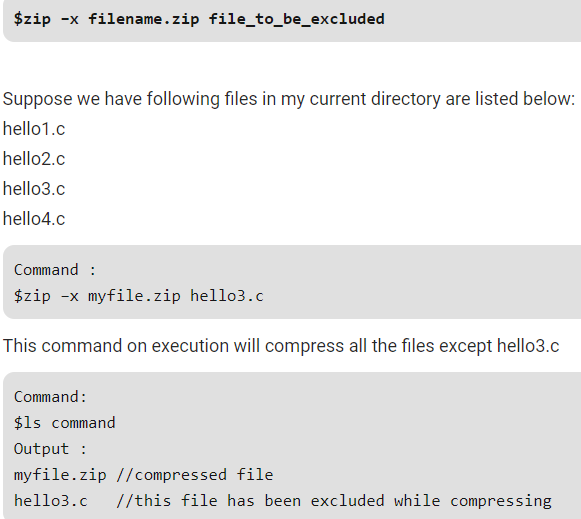 $zip –x filename.zip file_to_be_excluded
Suppose we have following files in my current directory are listed below:
hello1.c
hello2.c
hello3.c
hello4.c
Command :
$zip –x myfile.zip hello3.c
This command on execution will compress all the files except hello3.c
Command:
$ls command
Output :
myfile.zip //compressed file
hello3.c   //this file has been excluded while compressing